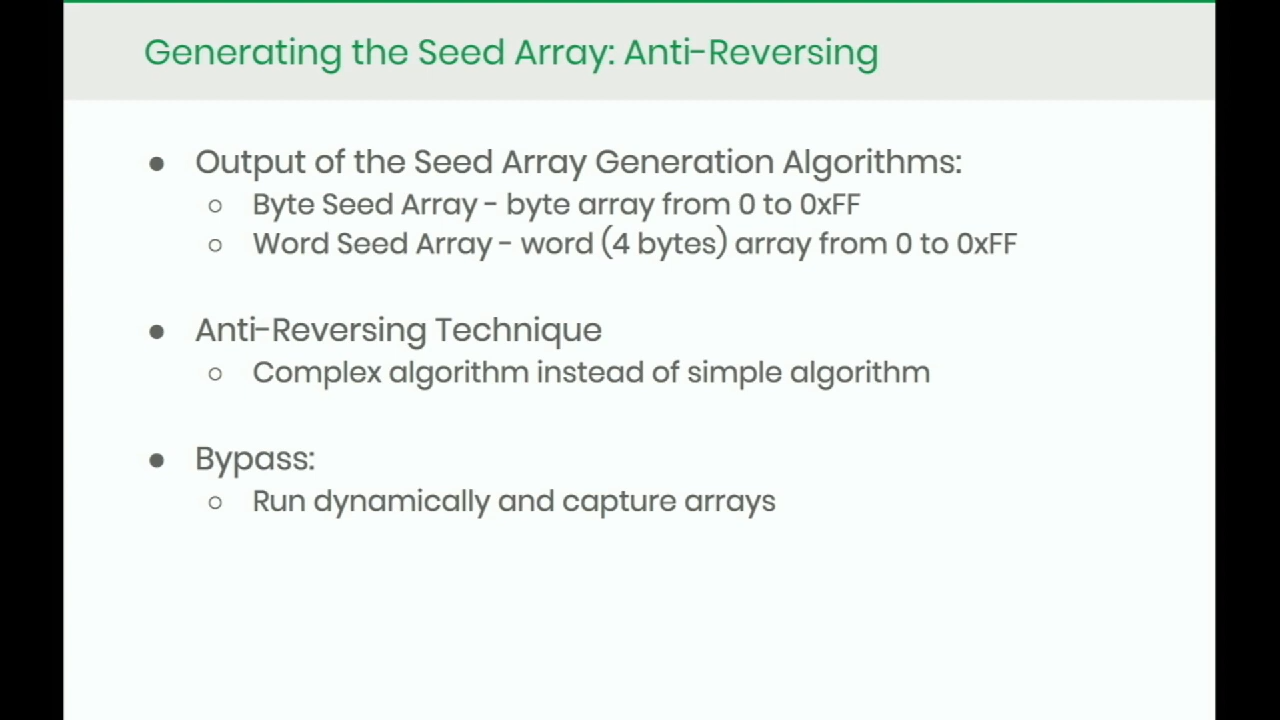 Generating the Seed Array: Anti-Reversing
● Output of the Seed Array Generation Algorithms:
○ Byte Seed Array - byte array from 0 to 0xFF
○ Word Seed Array - word (4 bytes) array from 0 to 0xFF
● Anti-Reversing Technique
○ Complex algorithm instead of simple algorithm
● Bypass:
○ Run dynamically and capture arrays